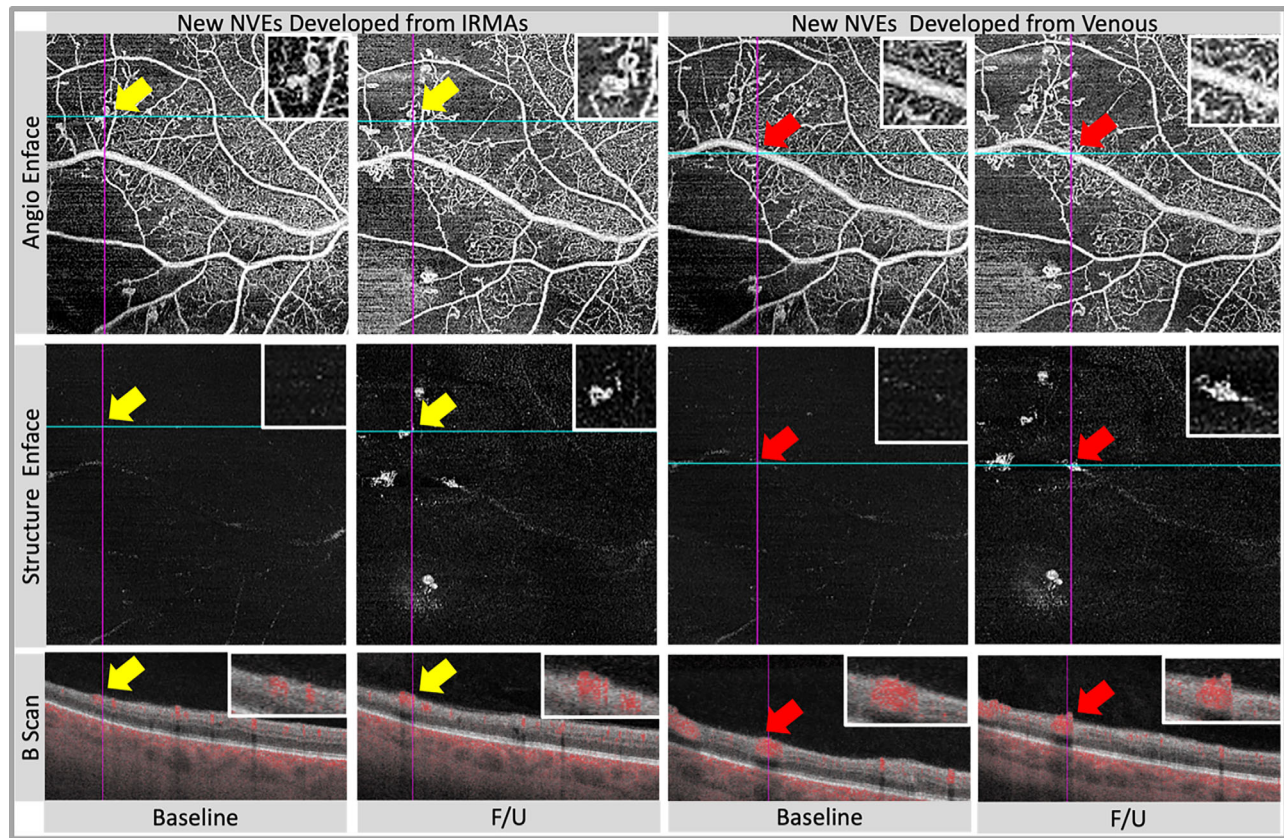 New NVEs Developed from IRMAs
New NVEs Developed from Venous
Angio Enface
Structure Enface
B Scan
Baseline
F/U
Baseline
F/U